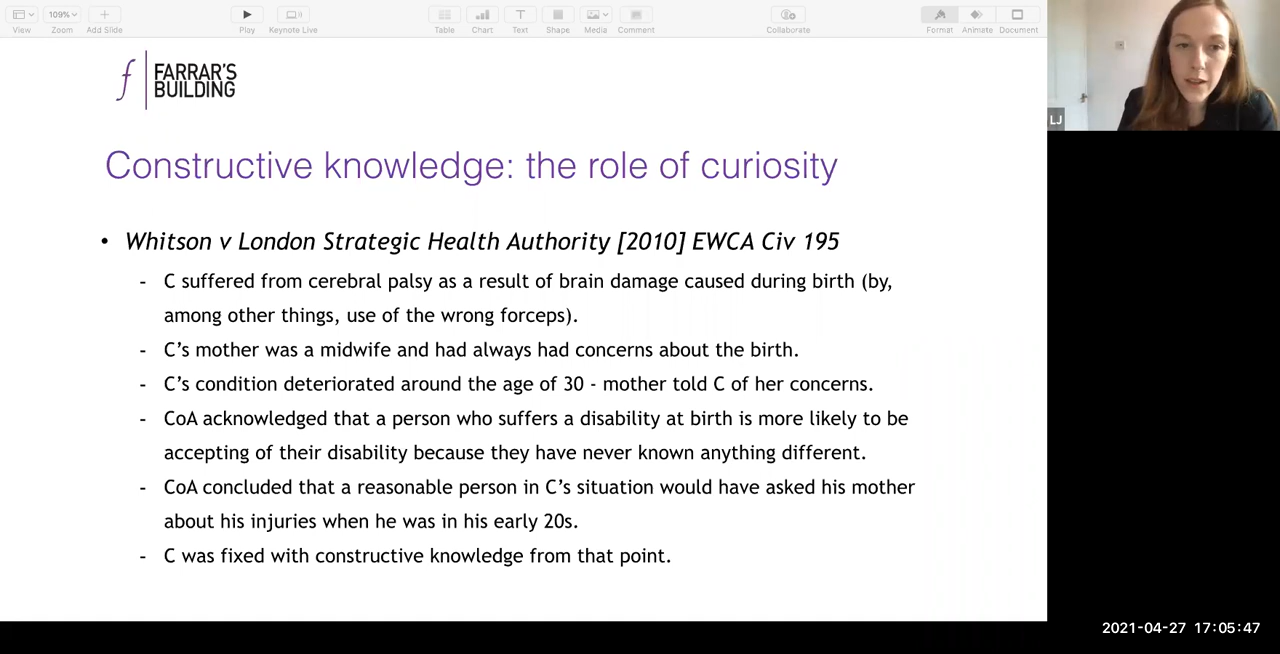 109%
View
Zoom
Add Slide
Play
Keynote Live
Table
Chart
Text
Shape
Media
Comment
Collaborate
Format
Animate
Document
f
FARRAR'S
BUILDING
LJ
Constructive knowledge: the role of curiosity
• Whitson v London Strategic Health Authority [2010] EWCA Civ 195
- C suffered from cerebral palsy as a result of brain damage caused during birth (by,
among other things, use of the wrong forceps).
- C's mother was a midwife and had always had concerns about the birth.
- C's condition deteriorated around the age of 30 - mother told C of her concerns.
- CoA acknowledged that a person who suffers a disability at birth is more likely to be
accepting of their disability because they have never known anything different.
- CoA concluded that a reasonable person in C's situation would have asked his mother
about his injuries when he was in his early 20s.
- C was fixed with constructive knowledge from that point.
2021-04-27 17:05:47